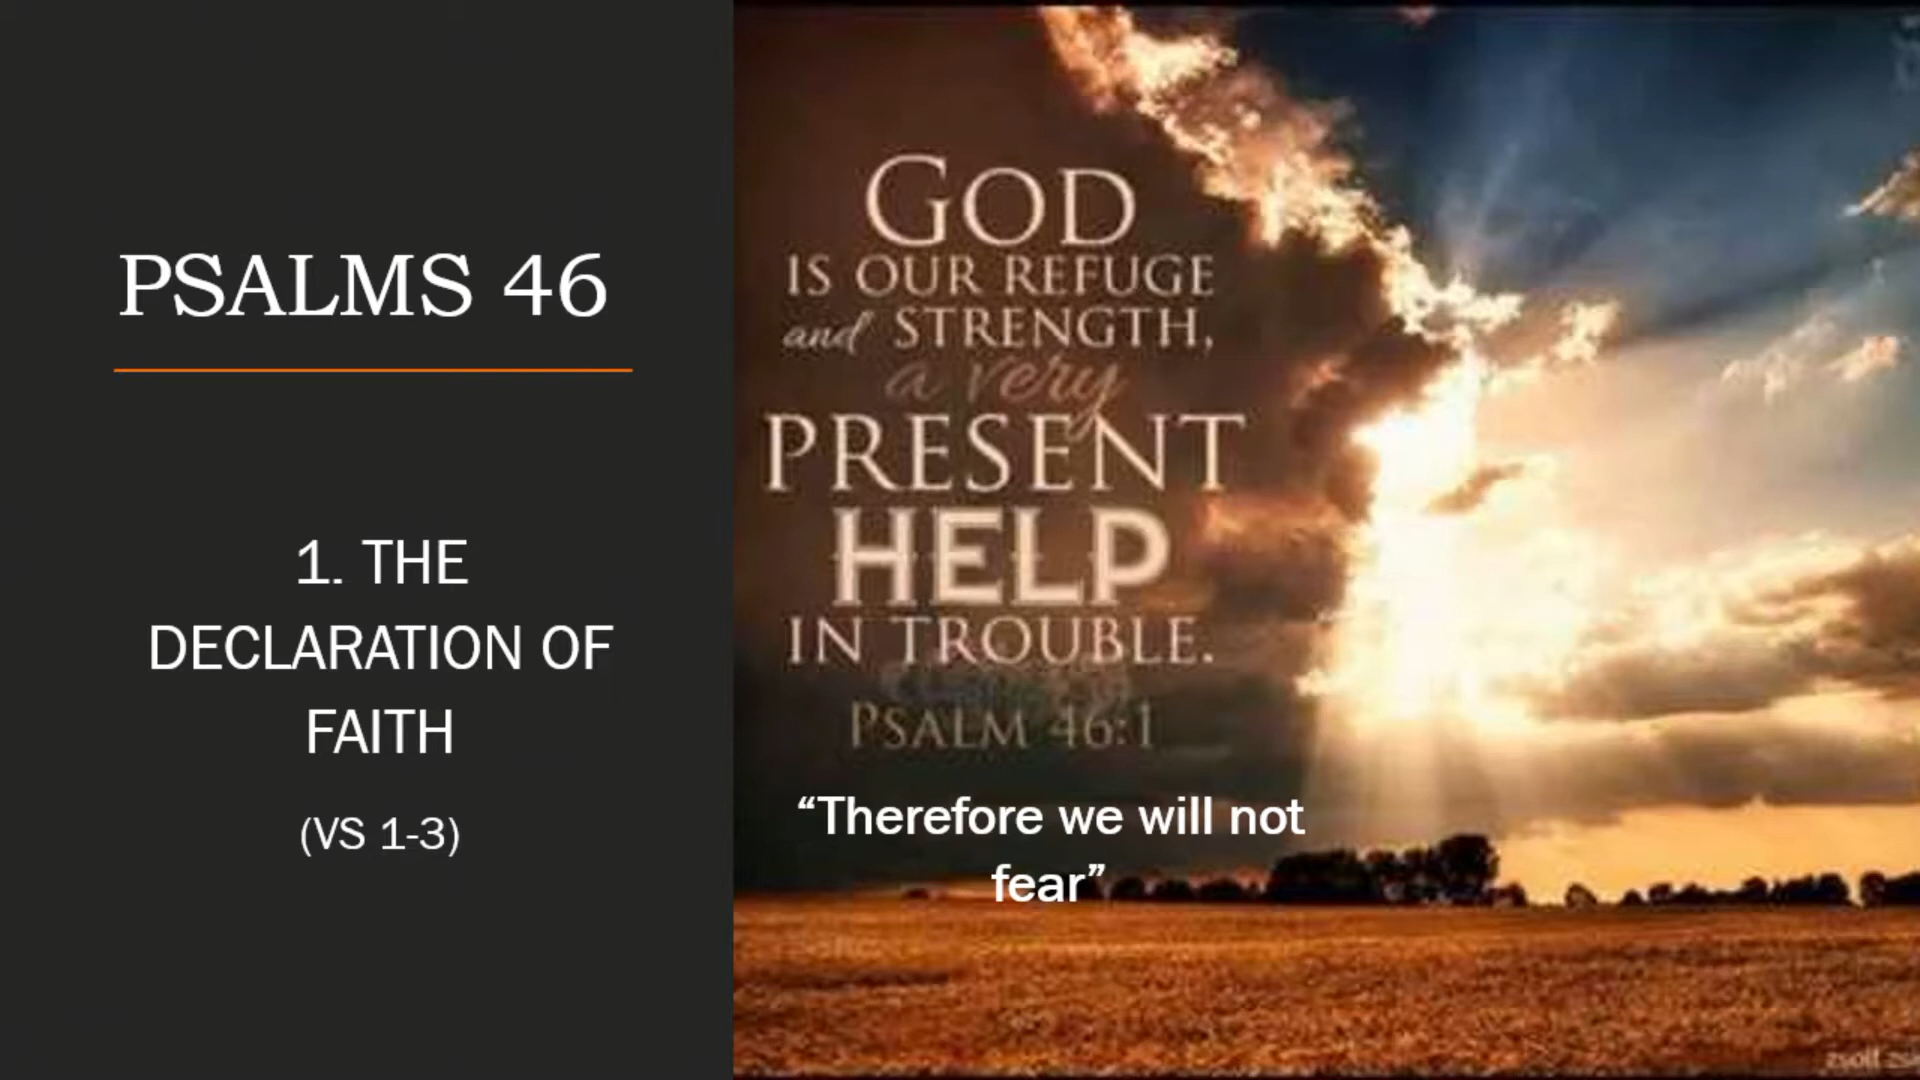 PSALMS 46
1. THE
DECLARATION OF
FAITH
(VS 1-3)
GOD
IS OUR REFUGE
and STRENGTH,
a very
PRESENT
HELP
IN TROUBLE.
PSALM 46:1
“Therefore we will not
fear”
zsolt